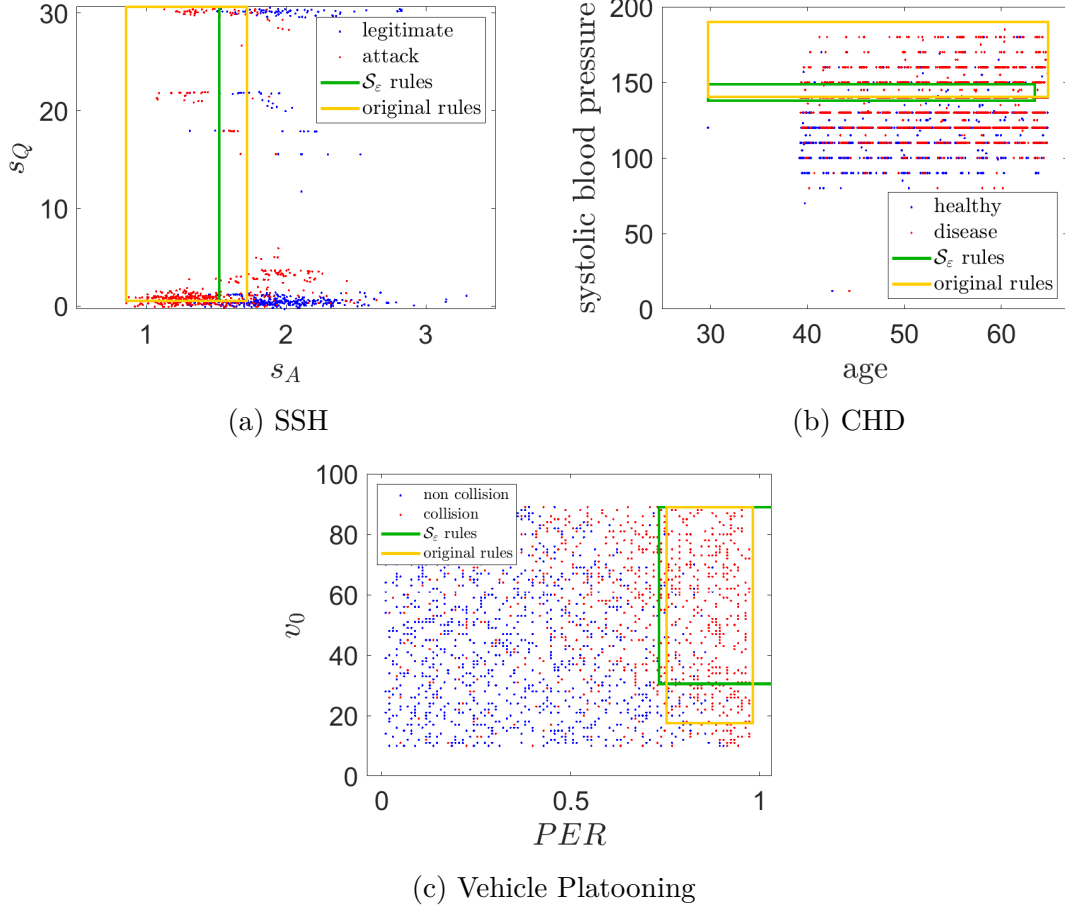 30
20
10
0
s_Q
legitimate
attack
𝒮_ε rules
original rules
1
2
3
s_A
(a) SSH
200
150
100
50
0
systolic blood pressure
healthy
disease
𝒮_ε rules
original rules
30
40
50
60
age
(b) CHD
100
80
60
40
20
0
v_0
non collision
collision
𝒮_ε rules
original rules
0
0.5
1
PER
(c) Vehicle Platooning